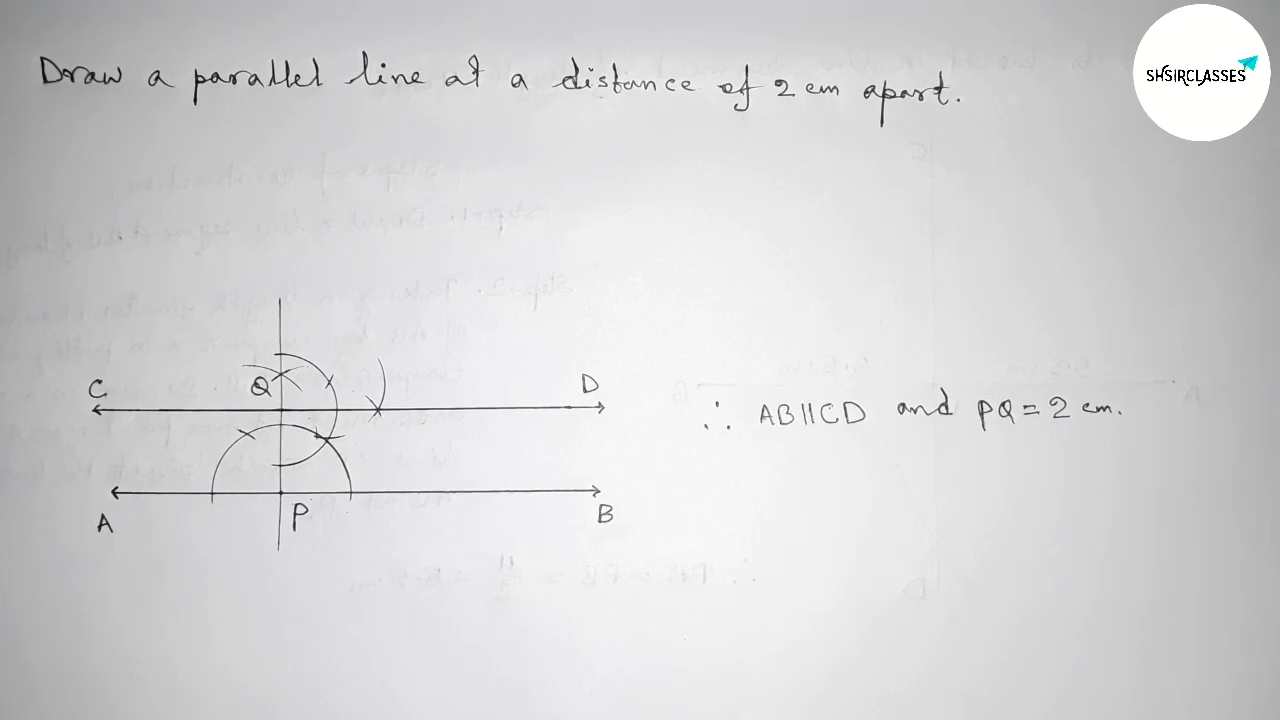 Draw a parallel line at a distance of 2 cm apart.
SHSIRCLASSES
C
Q
D
∴ AB||CD and PQ = 2 cm.
A
P
B